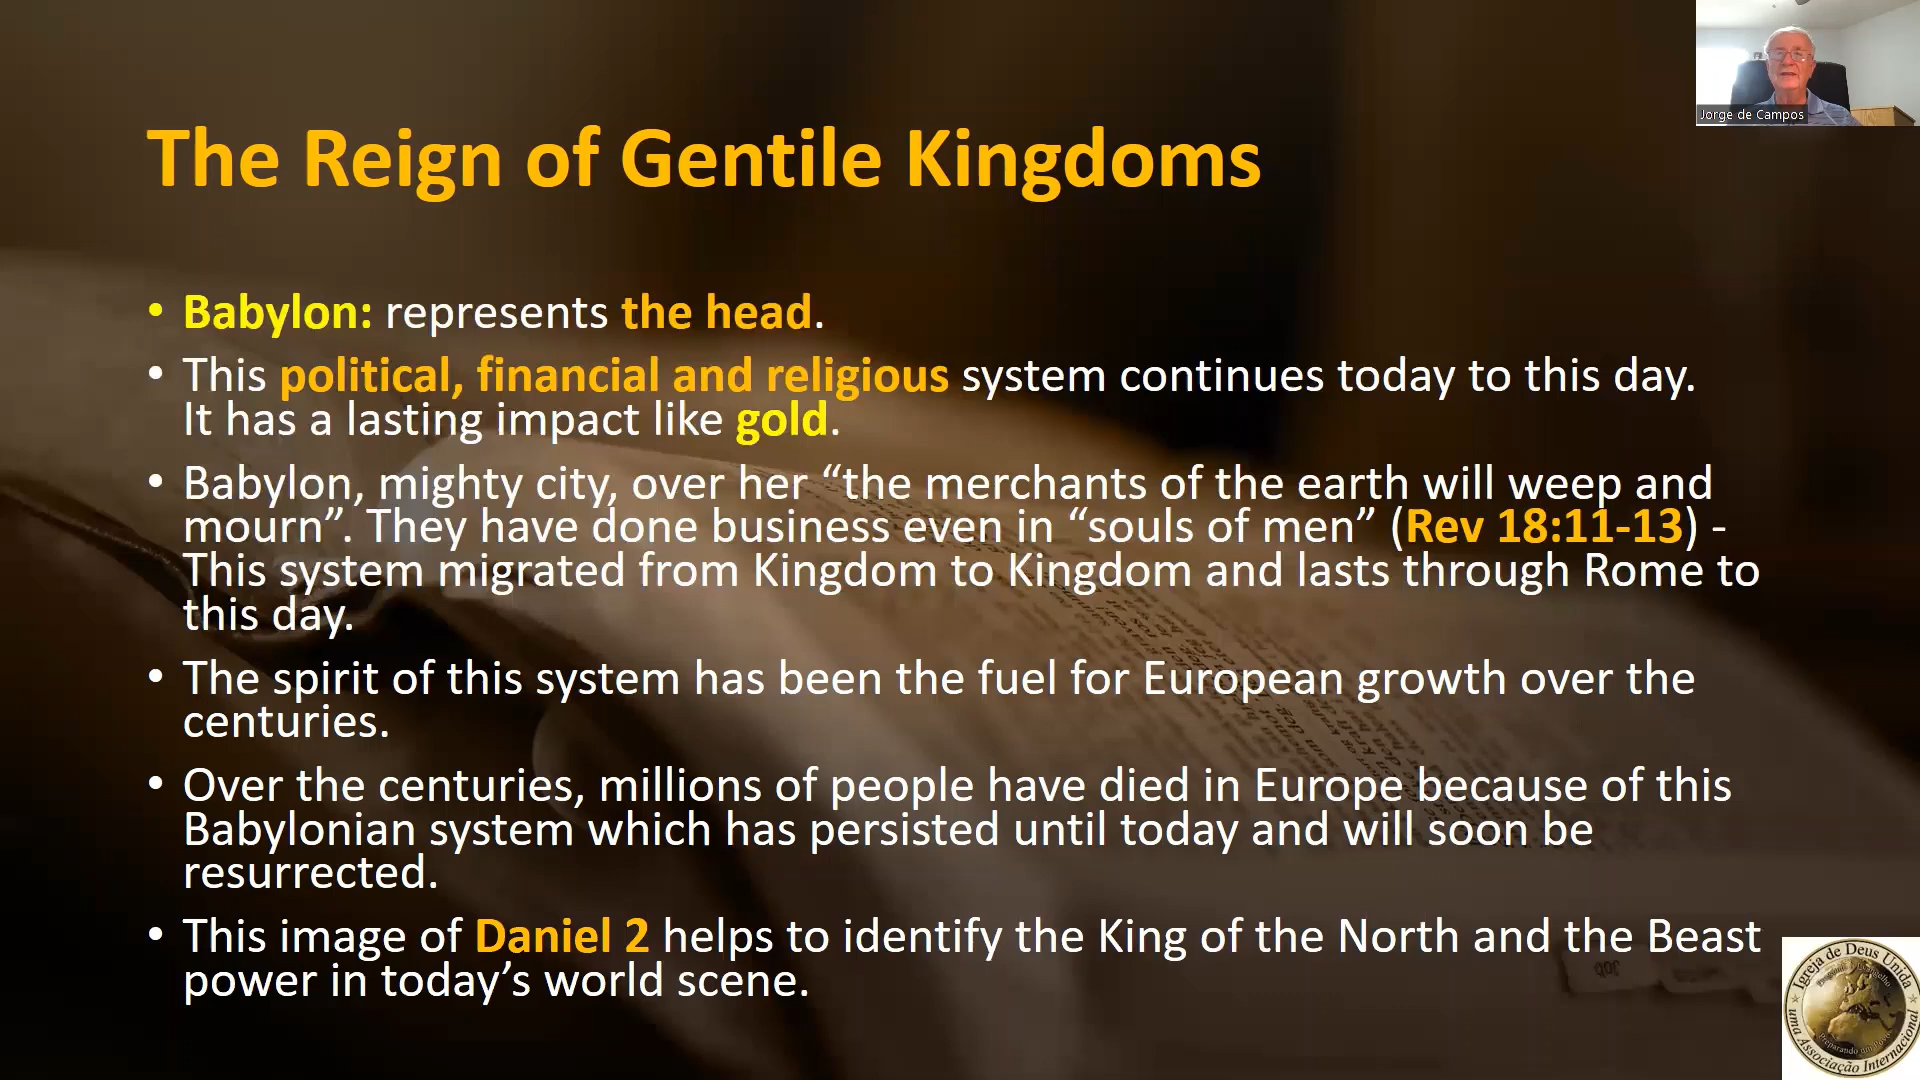 Jorge de Campos
The Reign of Gentile Kingdoms
• Babylon: represents the head.
• This political, financial and religious system continues today to this day.
It has a lasting impact like gold.
• Babylon, mighty city, over her “the merchants of the earth will weep and
mourn”. They have done business even in “souls of men” (Rev 18:11-13) -
This system migrated from Kingdom to Kingdom and lasts through Rome to
this day.
• The spirit of this system has been the fuel for European growth over the
centuries.
• Over the centuries, millions of people have died in Europe because of this
Babylonian system which has persisted until today and will soon be
resurrected.
• This image of Daniel 2 helps to identify the King of the North and the Beast
power in today’s world scene.
Job
Igreja de Deus Unida
uma Associação Internacional